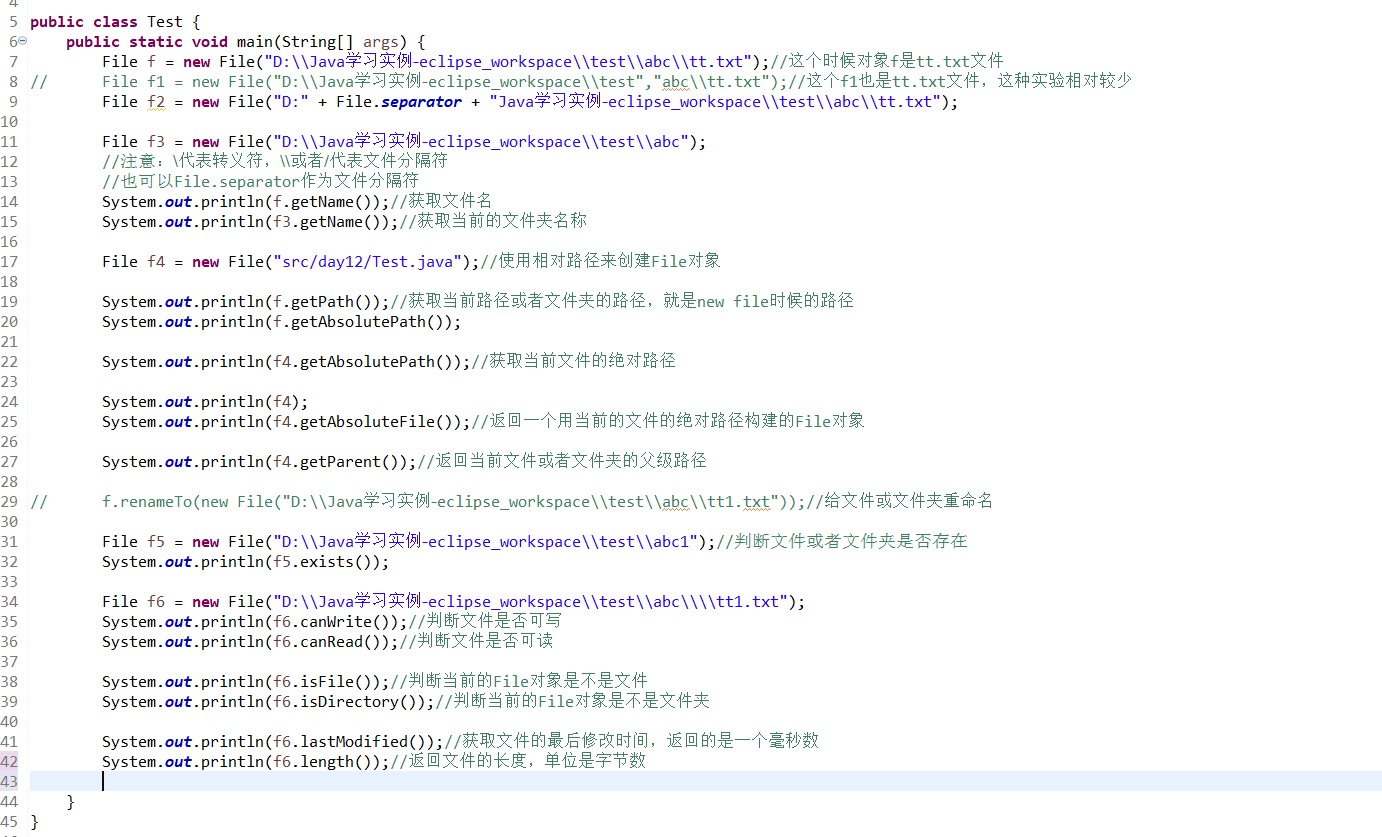 4
5 public class Test {
6 public static void main(String[] args) {
7 File f = new File("D:\\Java学习实例-eclipse_workspace\\test\\abc\\tt.txt");//这个时候对象f是tt.txt文件
8 // File f1 = new File("D:\\Java学习实例-eclipse_workspace\\test","abc\\tt.txt");//这个f1也是tt.txt文件，这种实验相对较少
9 File f2 = new File("D:" + File.separator + "Java学习实例-eclipse_workspace\\test\\abc\\tt.txt");
10
11 File f3 = new File("D:\\Java学习实例-eclipse_workspace\\test\\abc");
12 //注意：\代表转义符，\\或者/代表文件分隔符
13 //也可以File.separator作为文件分隔符
14 System.out.println(f.getName());//获取文件名
15 System.out.println(f3.getName());//获取当前的文件夹名称
16
17 File f4 = new File("src/day12/Test.java");//使用相对路径来创建File对象
18
19 System.out.println(f.getPath());//获取当前路径或者文件夹的路径，就是new file时候的路径
20 System.out.println(f.getAbsolutePath());
21
22 System.out.println(f4.getAbsolutePath());//获取当前文件的绝对路径
23
24 System.out.println(f4);
25 System.out.println(f4.getAbsoluteFile());//返回一个用当前的文件的绝对路径构建的File对象
26
27 System.out.println(f4.getParent());//返回当前文件或者文件夹的父级路径
28
29 // f.renameTo(new File("D:\\Java学习实例-eclipse_workspace\\test\\abc\\tt1.txt"));//给文件或文件夹重命名
30
31 File f5 = new File("D:\\Java学习实例-eclipse_workspace\\test\\abc1");//判断文件或者文件夹是否存在
32 System.out.println(f5.exists());
33
34 File f6 = new File("D:\\Java学习实例-eclipse_workspace\\test\\abc\\\\tt1.txt");
35 System.out.println(f6.canWrite());//判断文件是否可写
36 System.out.println(f6.canRead());//判断文件是否可读
37
38 System.out.println(f6.isFile());//判断当前的File对象是不是文件
39 System.out.println(f6.isDirectory());//判断当前的File对象是不是文件夹
40
41 System.out.println(f6.lastModified());//获取文件的最后修改时间，返回的是一个毫秒数
42 System.out.println(f6.length());//返回文件的长度，单位是字节数
43
44 }
45 }